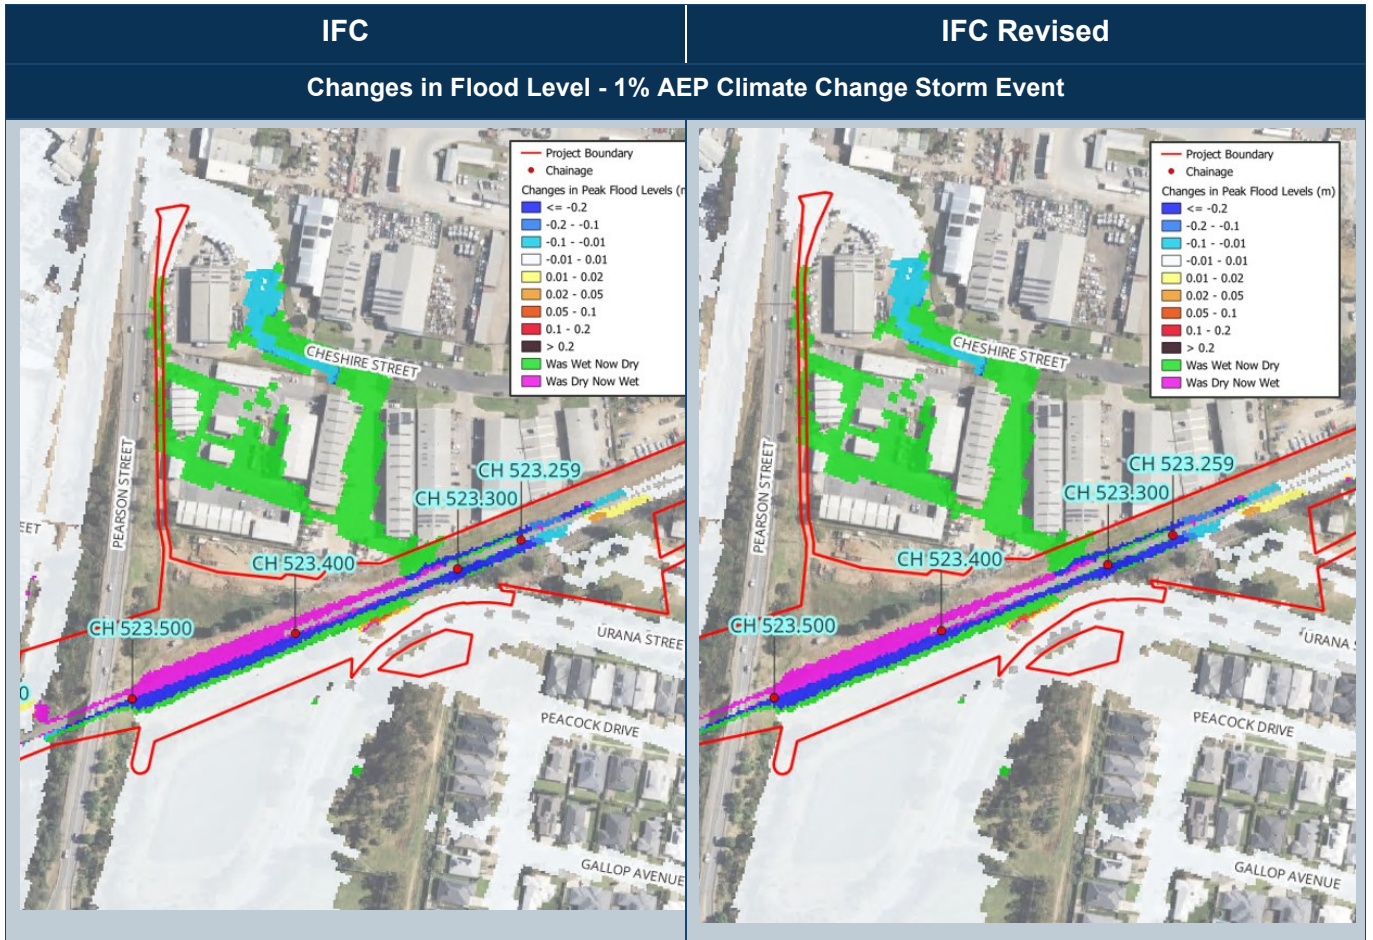 IFC
IFC Revised
Changes in Flood Level - 1% AEP Climate Change Storm Event
Project Boundary
Chainage
Changes in Peak Flood Levels (m
<= -0.2
-0.2 - -0.1
-0.1 - -0.01
-0.01 - 0.01
0.01 - 0.02
0.02 - 0.05
0.05 - 0.1
0.1 - 0.2
> 0.2
Was Wet Now Dry
Was Dry Now Wet
CHESHIRE STREET
PEARSON STREET
EET
CH 523.259
CH 523.300
CH 523.400
CH 523.500
0
URANA STREE
PEACOCK DRIVE
GALLOP AVENUE
Project Boundary
Chainage
Changes in Peak Flood Levels (m)
<= -0.2
-0.2 - -0.1
-0.1 - -0.01
-0.01 - 0.01
0.01 - 0.02
0.02 - 0.05
0.05 - 0.1
0.1 - 0.2
> 0.2
Was Wet Now Dry
Was Dry Now Wet
CHESHIRE STREET
PEARSON STREET
CH 523.259
CH 523.300
CH 523.400
CH 523.500
URANA S
PEACOCK DRIVE
GALLOP AVENUE